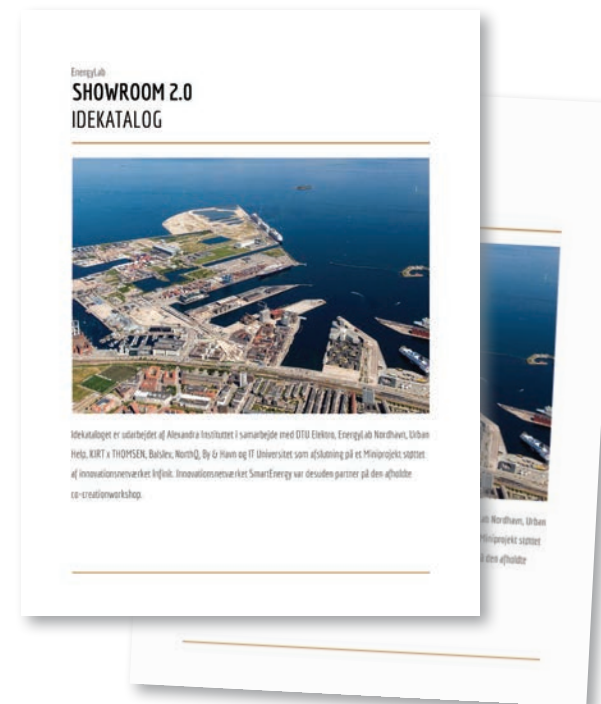 EnergyLab
SHOWROOM 2.0
IDEKATALOG
Idekataloget er udarbejdet af Alexandra Instituttet i samarbejde med DTU Elektro, EnergyLab Nordhavn, Urban
Help, KIRT x THOMSEN, Balslev, NorthQ, By & Havn og IT Universitet som afslutning på et Miniprojekt støttet
af innovationsnetværket Infinit. Innovationsnetværket SmartEnergy var desuden partner på den afholdte
co-creationworkshop.
Nordhavn, Urban
Miniprojekt støttet
den afholdte